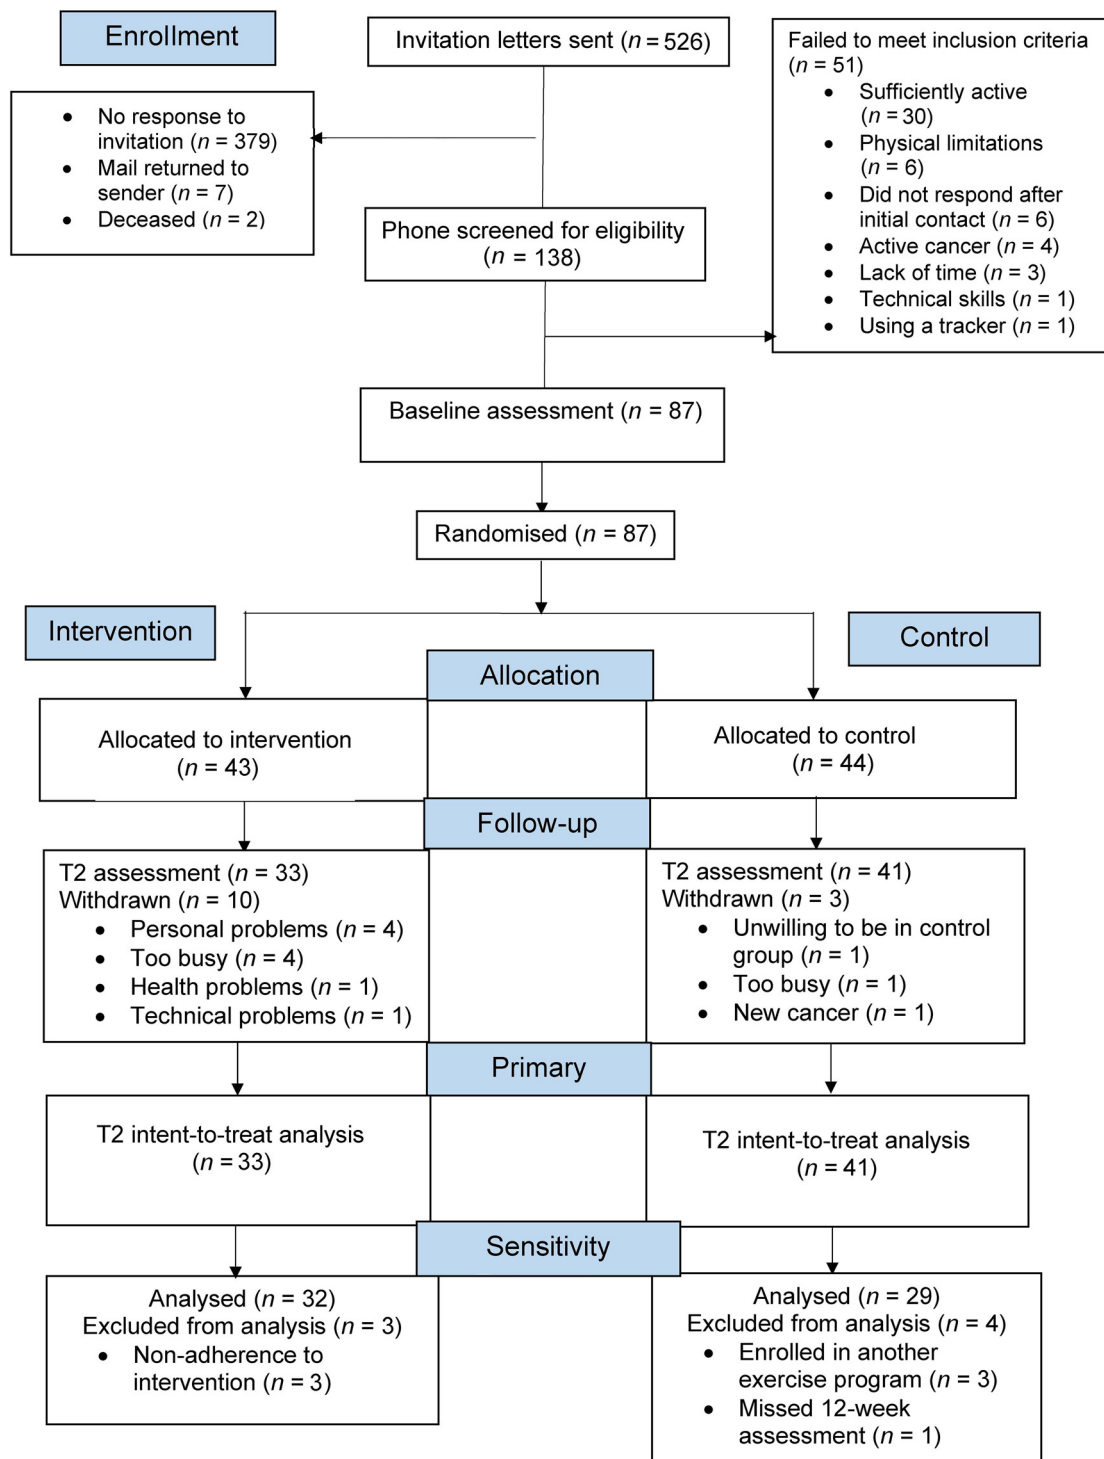 Enrollment
Invitation letters sent (n = 526)
• No response to
invitation (n = 379)
• Mail returned to
sender (n = 7)
• Deceased (n = 2)
Failed to meet inclusion criteria
(n = 51)
• Sufficiently active
(n = 30)
• Physical limitations
(n = 6)
• Did not respond after
initial contact (n = 6)
• Active cancer (n = 4)
• Lack of time (n = 3)
• Technical skills (n = 1)
• Using a tracker (n = 1)
Phone screened for eligibility
(n = 138)
Baseline assessment (n = 87)
Randomised (n = 87)
Intervention
Control
Allocation
Allocated to intervention
(n = 43)
Allocated to control
(n = 44)
Follow-up
T2 assessment (n = 33)
Withdrawn (n = 10)
• Personal problems (n = 4)
• Too busy (n = 4)
• Health problems (n = 1)
• Technical problems (n = 1)
T2 assessment (n = 41)
Withdrawn (n = 3)
• Unwilling to be in control
group (n = 1)
• Too busy (n = 1)
• New cancer (n = 1)
Primary
T2 intent-to-treat analysis
(n = 33)
T2 intent-to-treat analysis
(n = 41)
Sensitivity
Analysed (n = 32)
Excluded from analysis (n = 3)
• Non-adherence to
intervention (n = 3)
Analysed (n = 29)
Excluded from analysis (n = 4)
• Enrolled in another
exercise program (n = 3)
• Missed 12-week
assessment (n = 1)